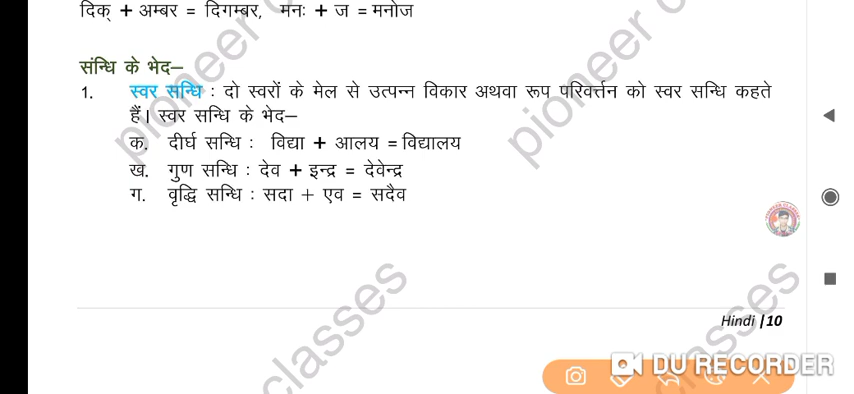 दिक् + अम्बर = दिगम्बर, मनः + ज = मनोज
संन्धि के भेद–
1. स्वर सन्धि : दो स्वरों के मेल से उत्पन्न विकार अथवा रूप परिवर्त्तन को स्वर सन्धि कहते
हैं। स्वर सन्धि के भेद–
क. दीर्घ सन्धि : विद्या + आलय = विद्यालय
ख. गुण सन्धि : देव + इन्द्र = देवेन्द्र
ग. वृद्धि सन्धि : सदा + एव = सदैव
pioneer c
pioneer c
classes
classes
Hindi |10
DU RECORDER